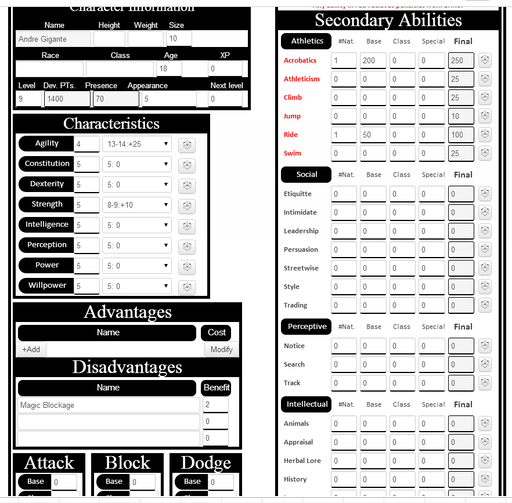 Character Information
Name Height Weight Size
Andre Gigante 10
Race Class Age XP
18 0
Level Dev. PTS. Presence Appearance Next level
9 1400 70 5 0
Characteristics
Agility 4 13-14:+25
Constitution 5 5: 0
Dexterity 5 5: 0
Strength 5 8-9:+10
Intelligence 5 5: 0
Perception 5 5: 0
Power 5 5: 0
Willpower 5 5: 0
Advantages
Name Cost
+Add Modify
Disadvantages
Name Benefit
Magic Blockage 2
0
0
Attack Block Dodge
Base 0 Base 0 Base 0
Secondary Abilities
Athletics #Nat. Base Class Special Final
Acrobatics 1 200 0 0 250
Athleticism 0 0 0 0 25
Climb 0 0 0 0 25
Jump 0 0 0 0 10
Ride 1 50 0 0 100
Swim 0 0 0 0 25
Social #Nat. Base Class Special Final
Etiquitte 0 0 0 0 0
Intimidate 0 0 0 0 0
Leadership 0 0 0 0 0
Persuasion 0 0 0 0 0
Streetwise 0 0 0 0 0
Style 0 0 0 0 0
Trading 0 0 0 0 0
Perceptive #Nat. Base Class Special Final
Notice 0 0 0 0 0
Search 0 0 0 0 0
Track 0 0 0 0 0
Intellectual #Nat. Base Class Special Final
Animals 0 0 0 0 0
Appraisal 0 0 0 0 0
Herbal Lore 0 0 0 0 0
History 0 0 0 0 0